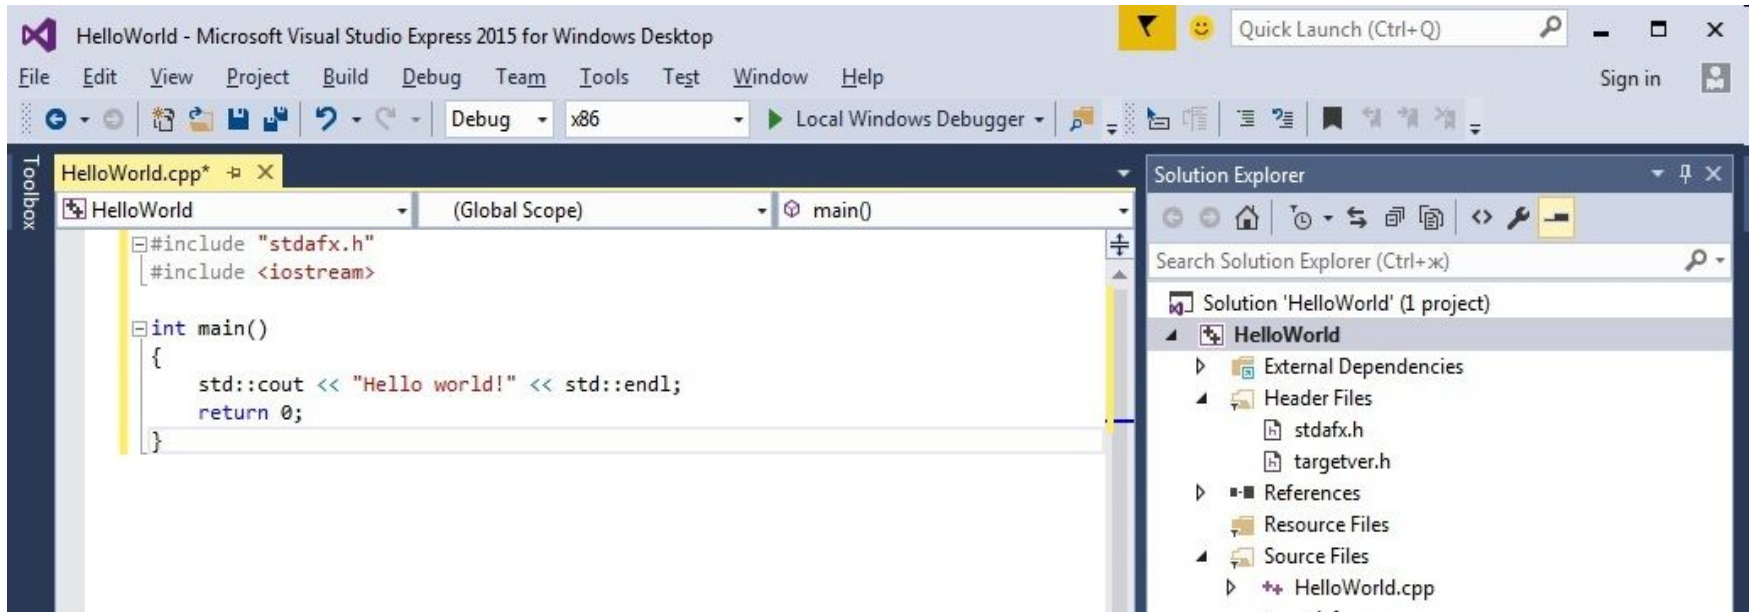 HelloWorld - Microsoft Visual Studio Express 2015 for Windows Desktop
Quick Launch (Ctrl+Q)
File Edit View Project Build Debug Team Tools Test Window Help
Sign in
Debug x86 Local Windows Debugger
Toolbox
HelloWorld.cpp*
HelloWorld (Global Scope) main()
#include "stdafx.h"
#include <iostream>
int main()
{
std::cout << "Hello world!" << std::endl;
return 0;
}
Solution Explorer
Search Solution Explorer (Ctrl+ж)
Solution 'HelloWorld' (1 project)
HelloWorld
External Dependencies
Header Files
stdafx.h
targetver.h
References
Resource Files
Source Files
HelloWorld.cpp